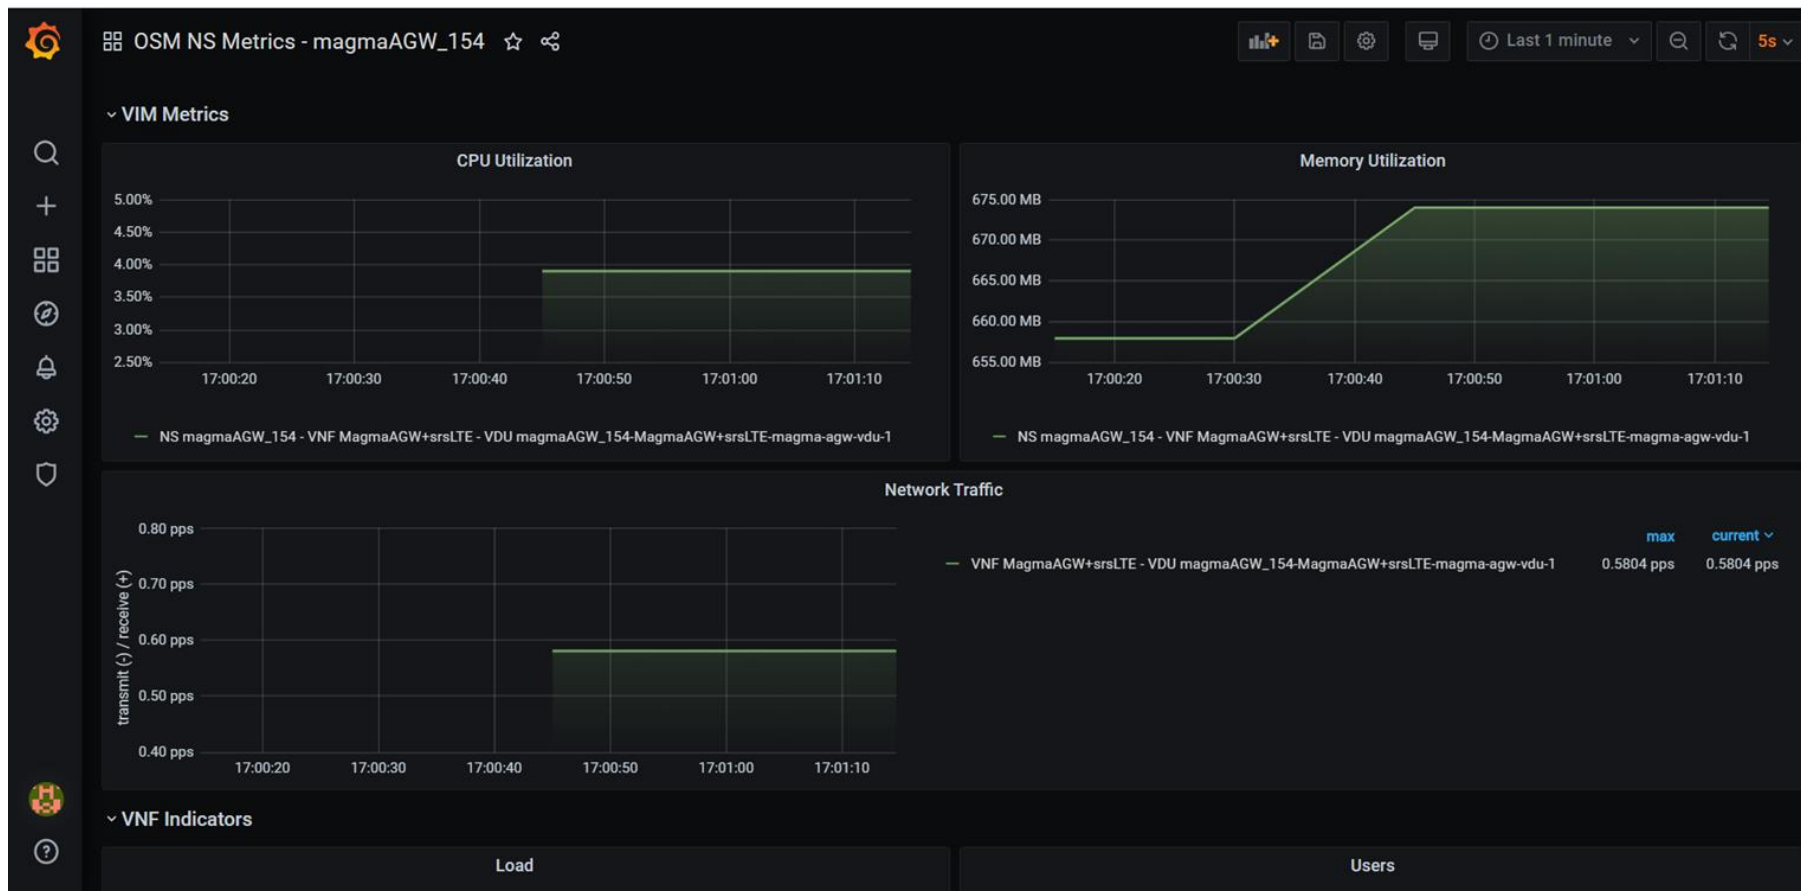 OSM NS Metrics - magmaAGW_154
Last 1 minute
5s
VIM Metrics
CPU Utilization
5.00%
4.50%
4.00%
3.50%
3.00%
2.50%
17:00:20 17:00:30 17:00:40 17:00:50 17:01:00 17:01:10
NS magmaAGW_154 - VNF MagmaAGW+srsLTE - VDU magmaAGW_154-MagmaAGW+srsLTE-magma-agw-vdu-1
Memory Utilization
675.00 MB
670.00 MB
665.00 MB
660.00 MB
655.00 MB
17:00:20 17:00:30 17:00:40 17:00:50 17:01:00 17:01:10
NS magmaAGW_154 - VNF MagmaAGW+srsLTE - VDU magmaAGW_154-MagmaAGW+srsLTE-magma-agw-vdu-1
Network Traffic
transmit (-) / receive (+)
0.80 pps
0.70 pps
0.60 pps
0.50 pps
0.40 pps
17:00:20 17:00:30 17:00:40 17:00:50 17:01:00 17:01:10
max current
VNF MagmaAGW+srsLTE - VDU magmaAGW_154-MagmaAGW+srsLTE-magma-agw-vdu-1 0.5804 pps 0.5804 pps
VNF Indicators
Load
Users